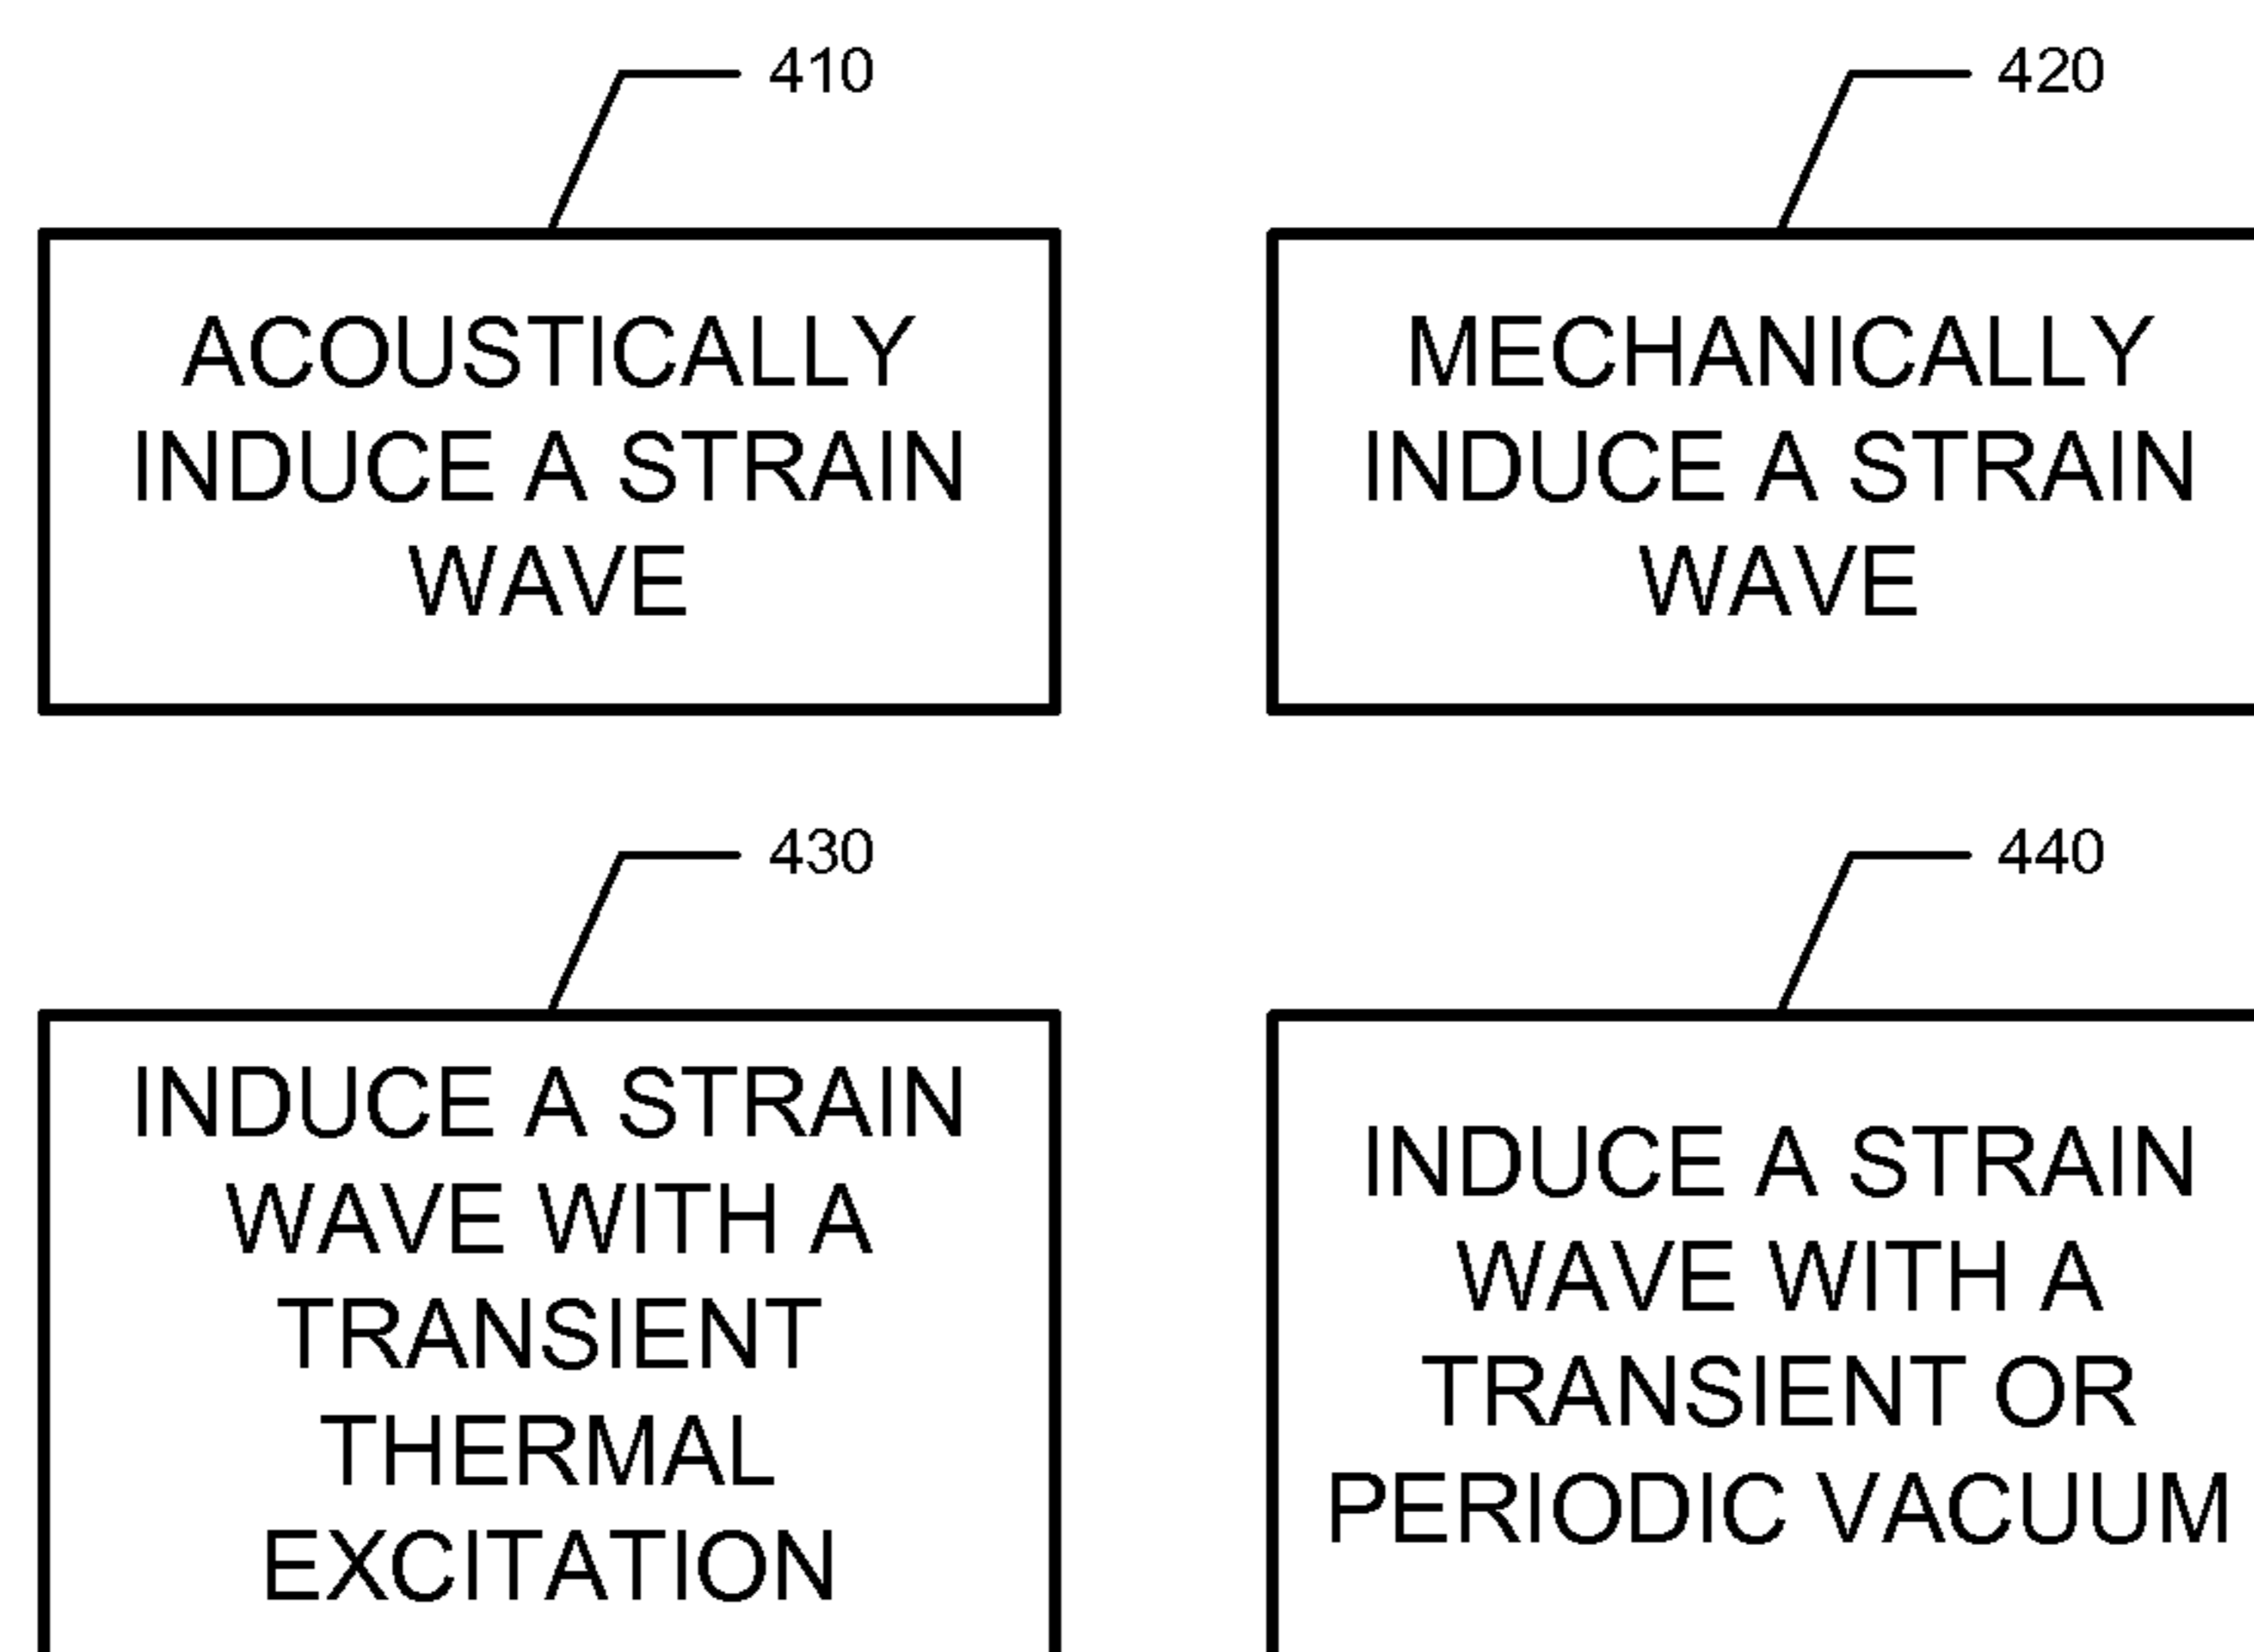 410
ACOUSTICALLY
INDUCE A STRAIN
WAVE
420
MECHANICALLY
INDUCE A STRAIN
WAVE
430
INDUCE A STRAIN
WAVE WITH A
TRANSIENT
THERMAL
EXCITATION
440
INDUCE A STRAIN
WAVE WITH A
TRANSIENT OR
PERIODIC VACUUM